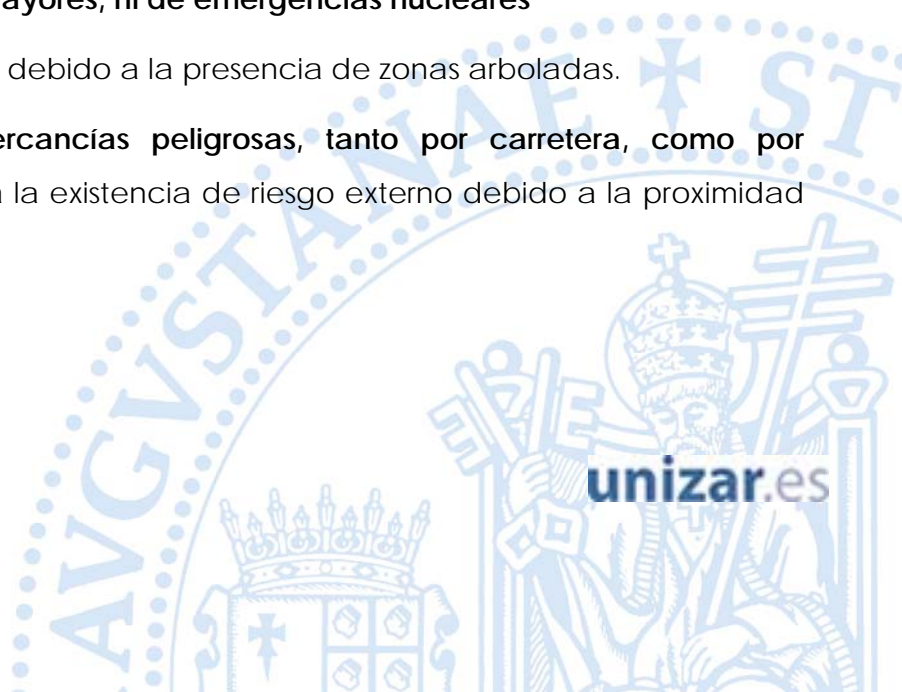 ayores, ni de emergencias nucleares
debido a la presencia de zonas arboladas.
ercancías peligrosas, tanto por carretera, como por
a la existencia de riesgo externo debido a la proximidad
AVGVSTANAE ST
unizar.es